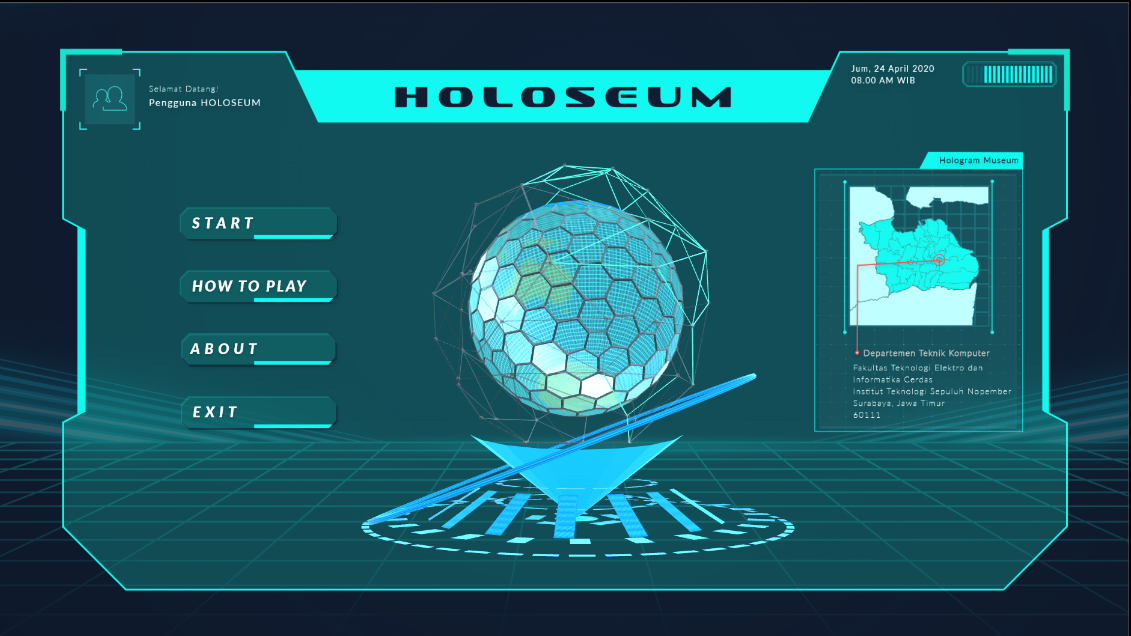 Selamat Datang!
Pengguna HOLOSEUM
HOLOSEUM
Jum, 24 April 2020
08.00 AM WIB
START
HOW TO PLAY
ABOUT
EXIT
Hologram Museum
Departemen Teknik Komputer
Fakultas Teknologi Elektro dan
Informatika Cerdas
Institut Teknologi Sepuluh Nopember
Surabaya, Jawa Timur
60111